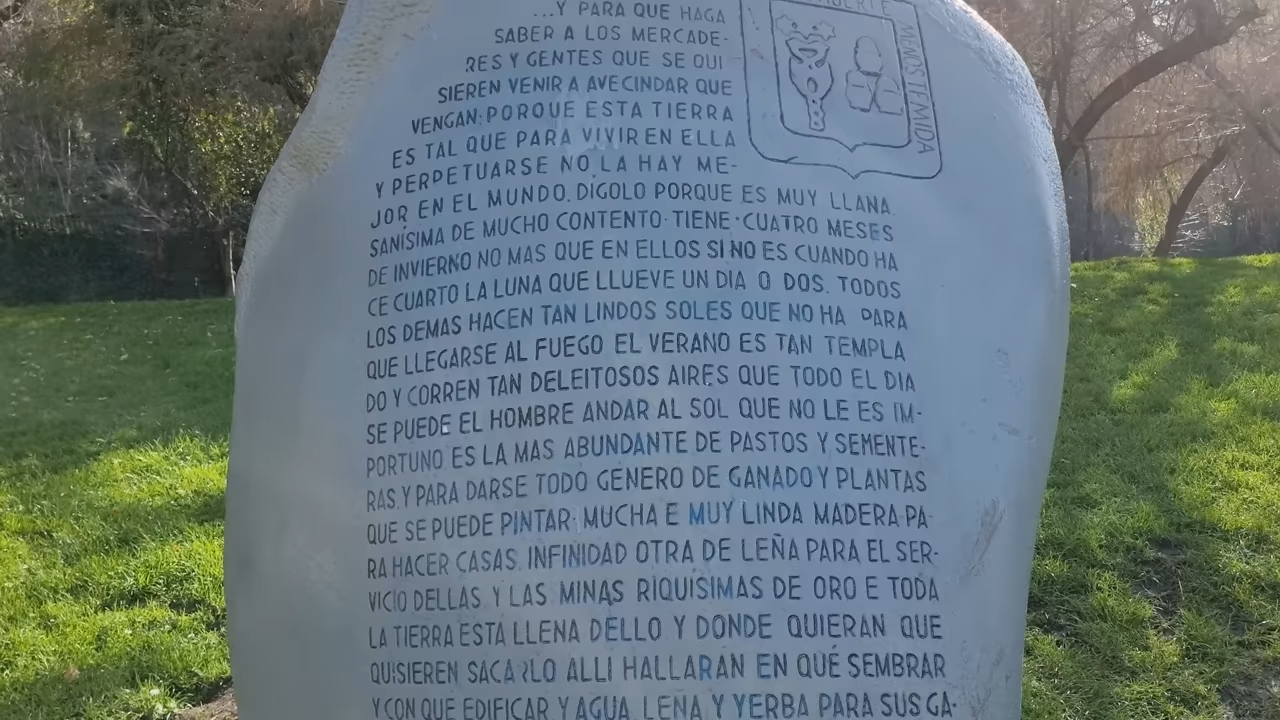 ...Y PARA QUE HAGA
SABER A LOS MERCADE-
RES Y GENTES QUE SE QUI-
SIEREN VENIR A AVECINDAR QUE
VENGAN: PORQUE ESTA TIERRA
ES TAL QUE PARA VIVIR EN ELLA
Y PERPETUARSE NO LA HAY ME-
JOR EN EL MUNDO. DÍGOLO PORQUE ES MUY LLANA.
SANÍSIMA DE MUCHO CONTENTO. TIENE CUATRO MESES
DE INVIERNO NO MAS QUE EN ELLOS SI NO ES CUANDO HA
CE CUARTO LA LUNA QUE LLUEVE UN DIA O DOS. TODOS
LOS DEMAS HACEN TAN LINDOS SOLES QUE NO HA PARA
QUE LLEGARSE AL FUEGO EL VERANO ES TAN TEMPLA
DO Y CORREN TAN DELEITOSOS AIRES QUE TODO EL DIA
SE PUEDE EL HOMBRE ANDAR AL SOL QUE NO LE ES IM-
PORTUNO ES LA MAS ABUNDANTE DE PASTOS Y SEMENTE-
RAS. Y PARA DARSE TODO GÉNERO DE GANADO Y PLANTAS
QUE SE PUEDE PINTAR: MUCHA E MUY LINDA MADERA PA-
RA HACER CASAS. INFINIDAD OTRA DE LEÑA PARA EL SER-
VICIO DELLAS. Y LAS MINAS RIQUÍSIMAS DE ORO E TODA
LA TIERRA ESTA LLENA DELLO Y DONDE QUIERAN QUE
QUISIEREN SACARLO ALLI HALLARAN EN QUÉ SEMBRAR
Y CON QUE EDIFICAR Y AGUA, LEÑA Y YERBA PARA SUS GA-
MENOS TEMIDA